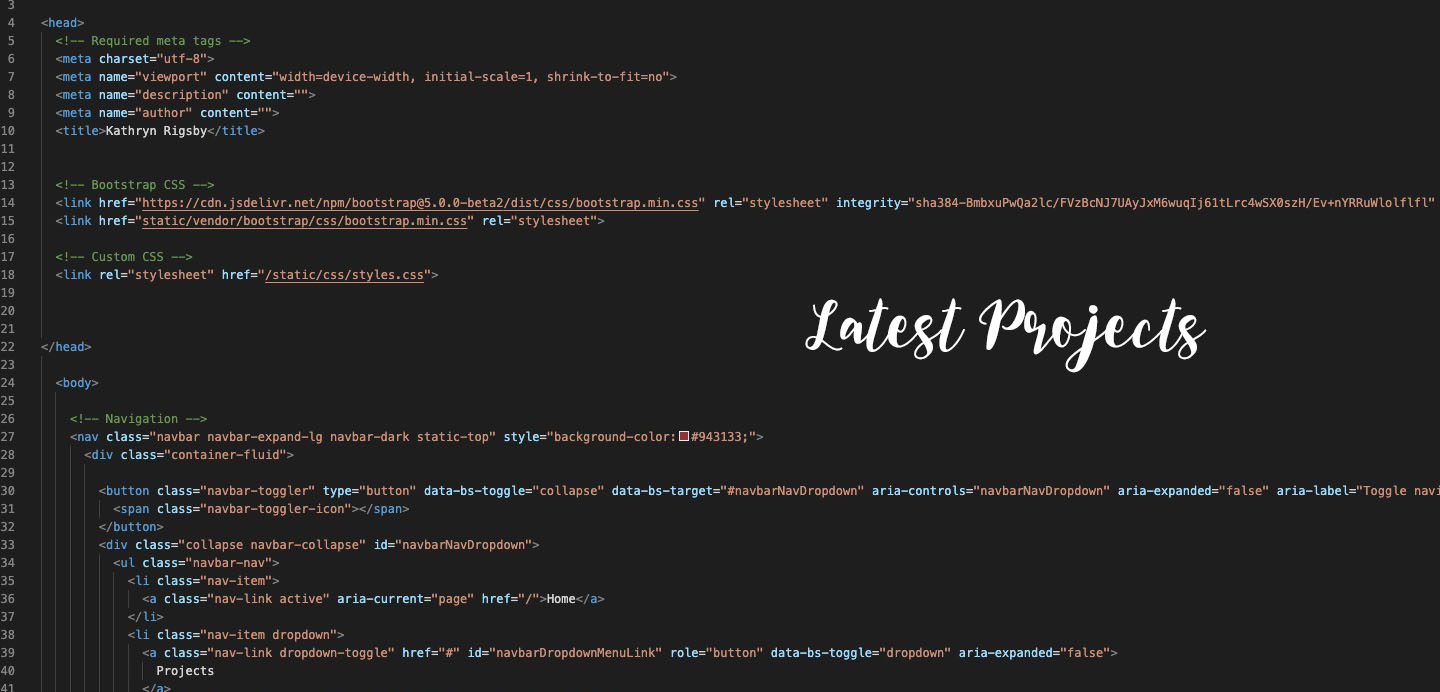 3
4 <head>
5 <!-- Required meta tags -->
6 <meta charset="utf-8">
7 <meta name="viewport" content="width=device-width, initial-scale=1, shrink-to-fit=no">
8 <meta name="description" content="">
9 <meta name="author" content="">
10 <title>Kathryn Rigsby</title>
11
12
13 <!-- Bootstrap CSS -->
14 <link href="https://cdn.jsdelivr.net/npm/bootstrap@5.0.0-beta2/dist/css/bootstrap.min.css" rel="stylesheet" integrity="sha384-BmbxuPwQa2lc/FVzBcNJ7UAyJxM6wuqIj61tLrc4wSX0szH/Ev+nYRRuWlolflfl"
15 <link href="static/vendor/bootstrap/css/bootstrap.min.css" rel="stylesheet">
16
17 <!-- Custom CSS -->
18 <link rel="stylesheet" href="/static/css/styles.css">
19
20
Latest Projects
21
22 </head>
23
24 <body>
25
26 <!-- Navigation -->
27 <nav class="navbar navbar-expand-lg navbar-dark static-top" style="background-color:#943133;">
28 <div class="container-fluid">
29
30 <button class="navbar-toggler" type="button" data-bs-toggle="collapse" data-bs-target="#navbarNavDropdown" aria-controls="navbarNavDropdown" aria-expanded="false" aria-label="Toggle navi
31 <span class="navbar-toggler-icon"></span>
32 </button>
33 <div class="collapse navbar-collapse" id="navbarNavDropdown">
34 <ul class="navbar-nav">
35 <li class="nav-item">
36 <a class="nav-link active" aria-current="page" href="/">Home</a>
37 </li>
38 <li class="nav-item dropdown">
39 <a class="nav-link dropdown-toggle" href="#" id="navbarDropdownMenuLink" role="button" data-bs-toggle="dropdown" aria-expanded="false">
40 Projects
41 </a>